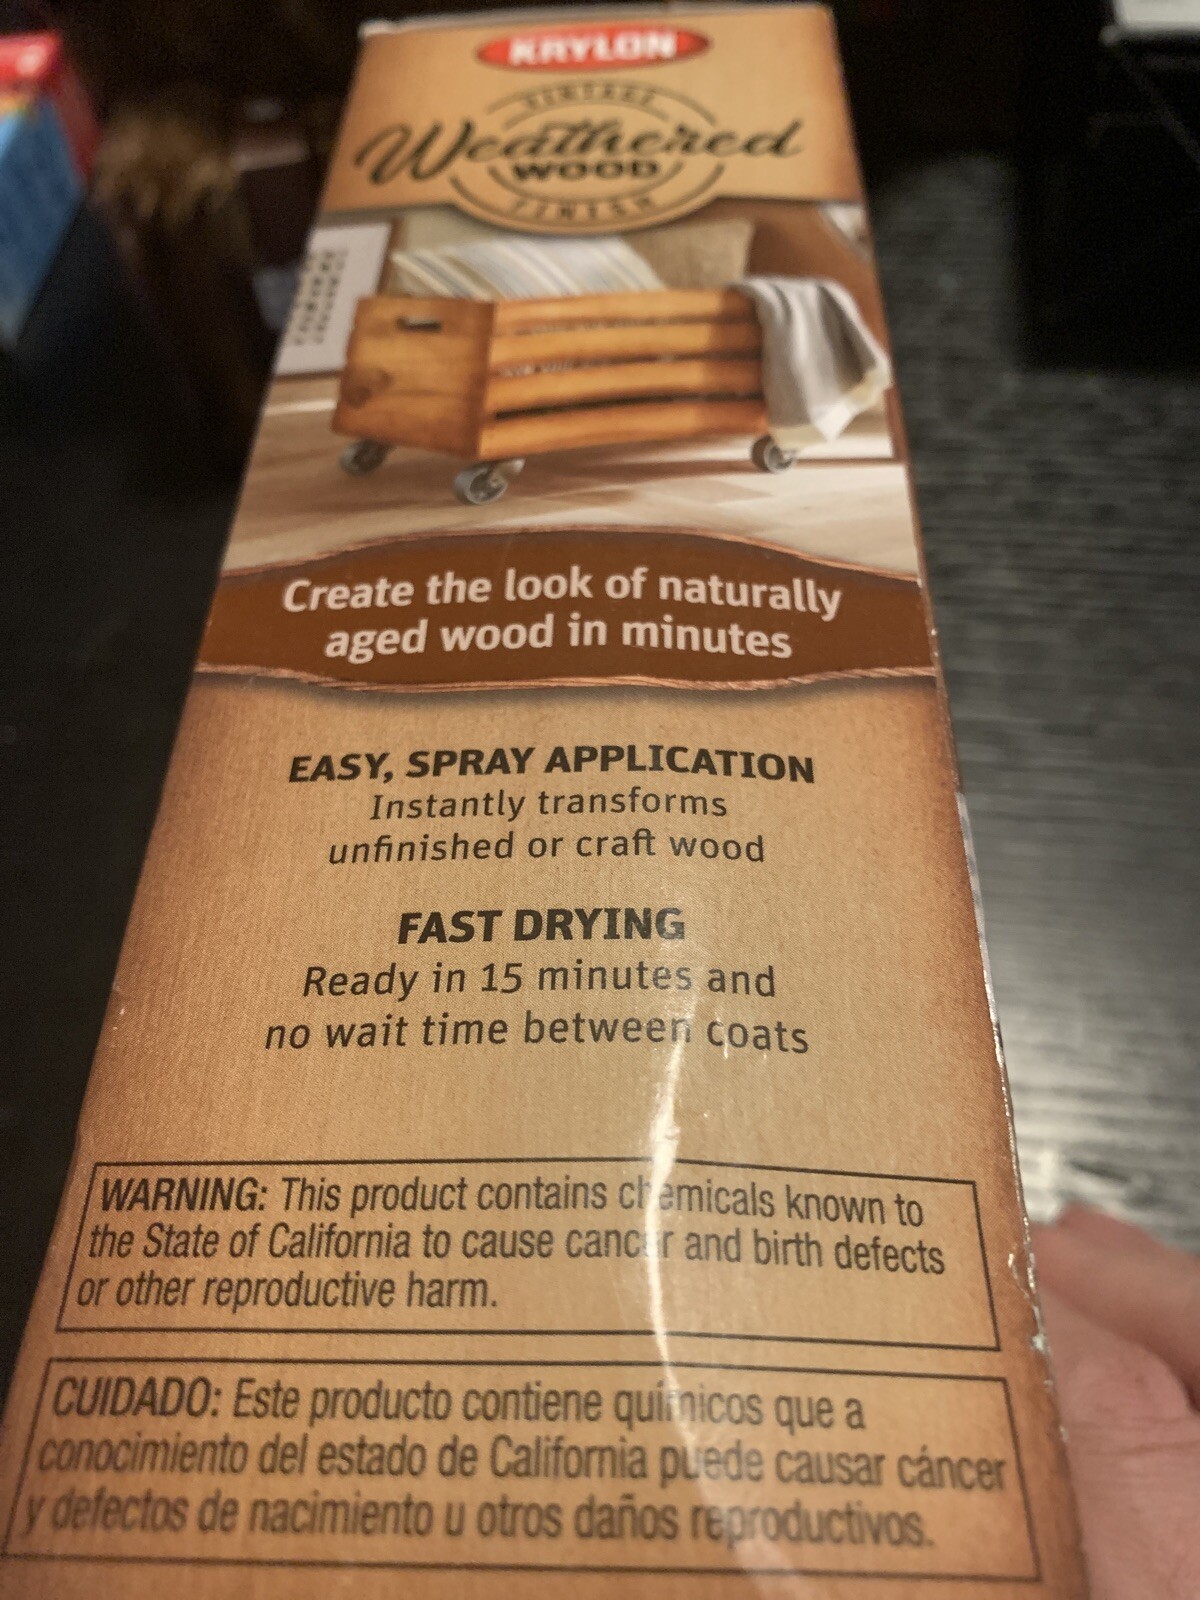 KRYLON
VINTAGE
Weathered
WOOD
FINISH
Create the look of naturally
aged wood in minutes
EASY, SPRAY APPLICATION
Instantly transforms
unfinished or craft wood
FAST DRYING
Ready in 15 minutes and
no wait time between coats
WARNING: This product contains chemicals known to
the State of California to cause cancer and birth defects
or other reproductive harm.
CUIDADO: Este producto contiene químicos que a
conocimiento del estado de California puede causar cáncer
y defectos de nacimiento u otros daños reproductivos.